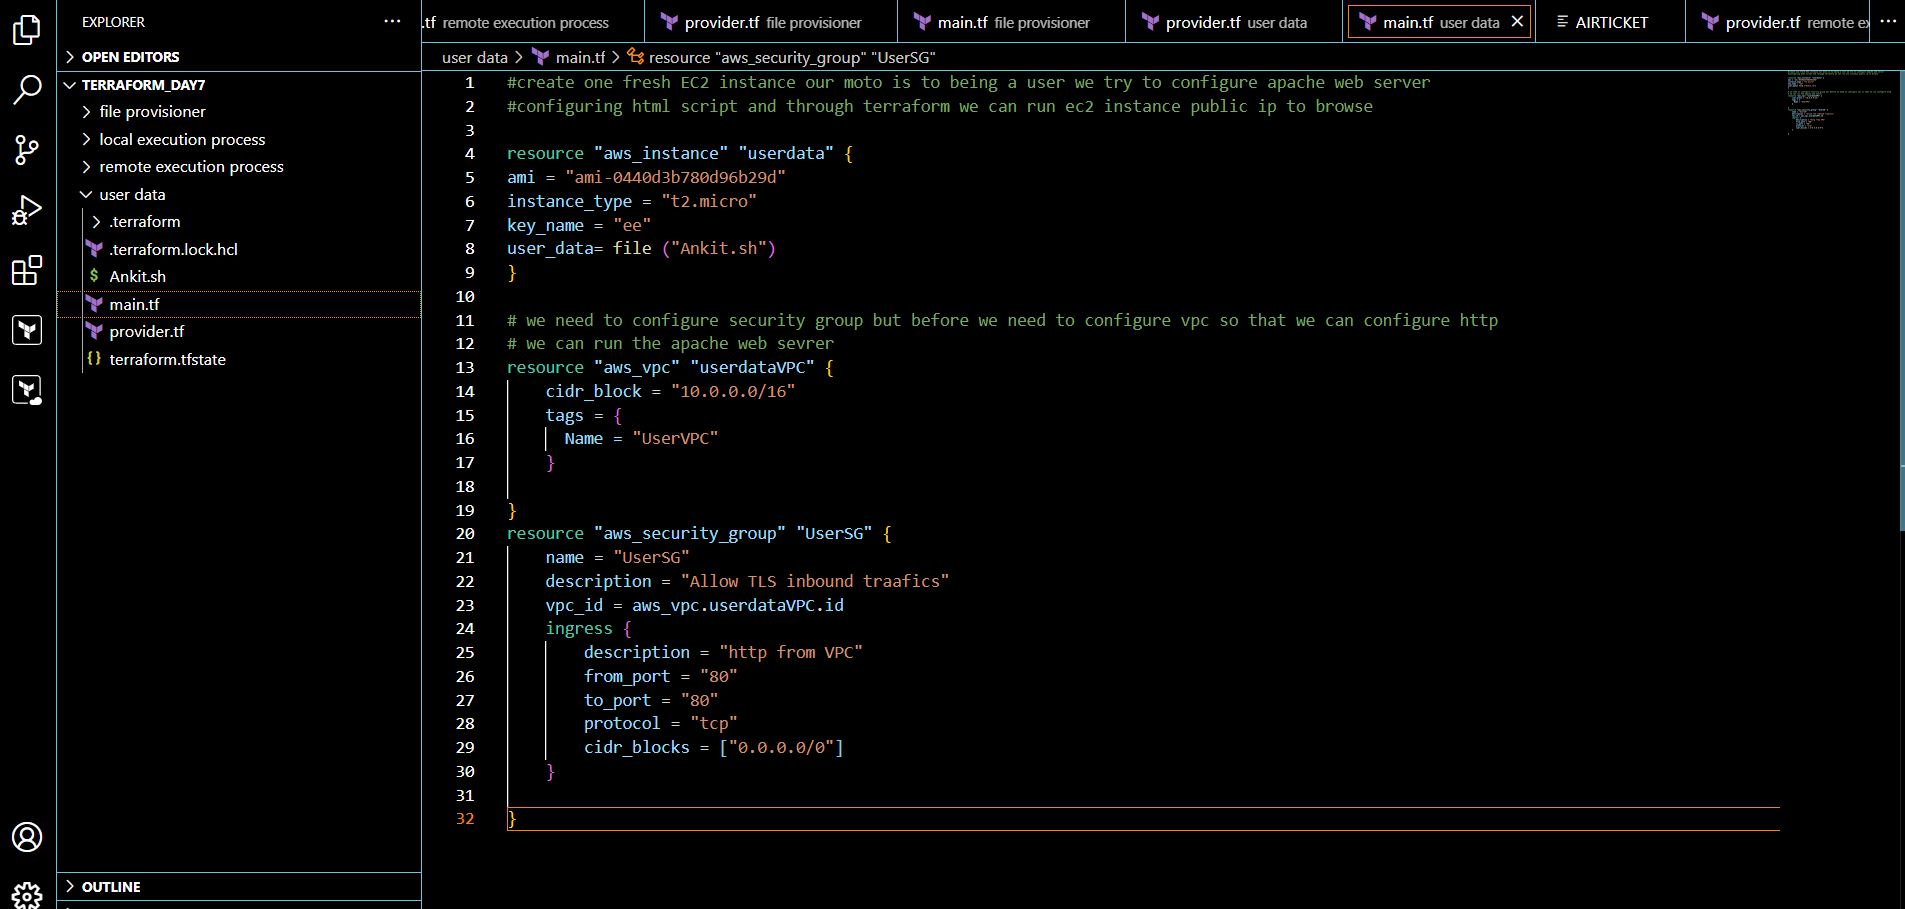 EXPLORER
OPEN EDITORS
TERRAFORM_DAY7
file provisioner
local execution process
remote execution process
user data
.terraform
.terraform.lock.hcl
$ Ankit.sh
main.tf
provider.tf
{} terraform.tfstate
OUTLINE
.tf remote execution process
provider.tf file provisioner
main.tf file provisioner
provider.tf user data
main.tf user data
AIRTICKET
provider.tf remote
user data > main.tf > resource "aws_security_group" "UserSG"
1 #create one fresh EC2 instance our moto is to being a user we try to configure apache web server
2 #configuring html script and through terraform we can run ec2 instance public ip to browse
3
4 resource "aws_instance" "userdata" {
5 ami = "ami-0440d3b780d96b29d"
6 instance_type = "t2.micro"
7 key_name = "ee"
8 user_data= file ("Ankit.sh")
9 }
10
11 # we need to configure security group but before we need to configure vpc so that we can configure http
12 # we can run the apache web sevrer
13 resource "aws_vpc" "userdataVPC" {
14 cidr_block = "10.0.0.0/16"
15 tags = {
16 Name = "UserVPC"
17 }
18
19 }
20 resource "aws_security_group" "UserSG" {
21 name = "UserSG"
22 description = "Allow TLS inbound traafics"
23 vpc_id = aws_vpc.userdataVPC.id
24 ingress {
25 description = "http from VPC"
26 from_port = "80"
27 to_port = "80"
28 protocol = "tcp"
29 cidr_blocks = ["0.0.0.0/0"]
30 }
31
32 }